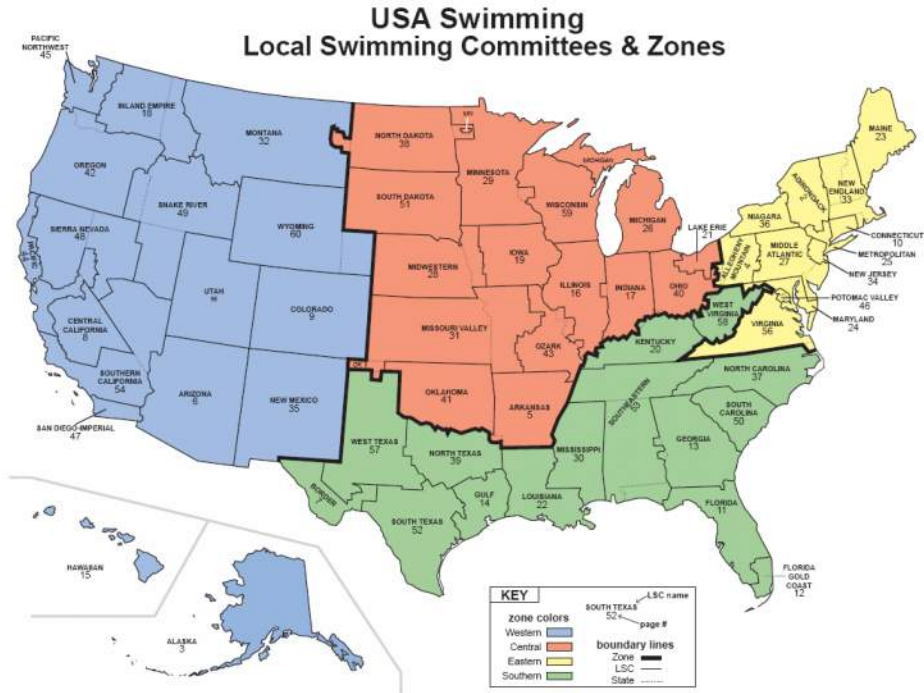 USA Swimming
Local Swimming Committees & Zones
PACIFIC
NORTHWEST
45
INLAND EMPIRE
18
MONTANA
32
OREGON
42
SNAKE RIVER
49
WYOMING
60
SIERRA NEVADA
48
UTAH
COLORADO
9
CENTRAL
CALIFORNIA
8
SOUTHERN
CALIFORNIA
54
SAN DIEGO-IMPERIAL
47
ARIZONA
6
NEW MEXICO
35
NORTH DAKOTA
38
SOUTH DAKOTA
51
MINNESOTA
29
WISCONSIN
59
MICHIGAN
MICHIGAN
26
LAKE ERIE
21
MIDWESTERN
28
IOWA
19
ILLINOIS
16
INDIANA
17
OHIO
40
MISSOURI VALLEY
31
OZARK
43
OKLAHOMA
41
ARKANSAS
5
MAINE
23
ADIRONDACK
2
NEW
ENGLAND
33
NIAGARA
36
CONNECTICUT
10
METROPOLITAN
25
ALLEGHENY
MOUNTAIN
4
MIDDLE
ATLANTIC
27
NEW JERSEY
34
POTOMAC VALLEY
46
MARYLAND
24
WEST
VIRGINIA
58
VIRGINIA
56
KENTUCKY
20
NORTH CAROLINA
37
SOUTHEASTERN
53
SOUTH
CAROLINA
50
GEORGIA
13
MISSISSIPPI
30
WEST TEXAS
57
NORTH TEXAS
39
BORDER
GULF
14
LOUISIANA
22
SOUTH TEXAS
52
FLORIDA
11
FLORIDA
GOLD
COAST
12
HAWAIIAN
15
ALASKA
3
KEY
SOUTH TEXAS
52
LSC name
page #
zone colors
Western
Central
Eastern
Southern
boundary lines
Zone
LSC
State